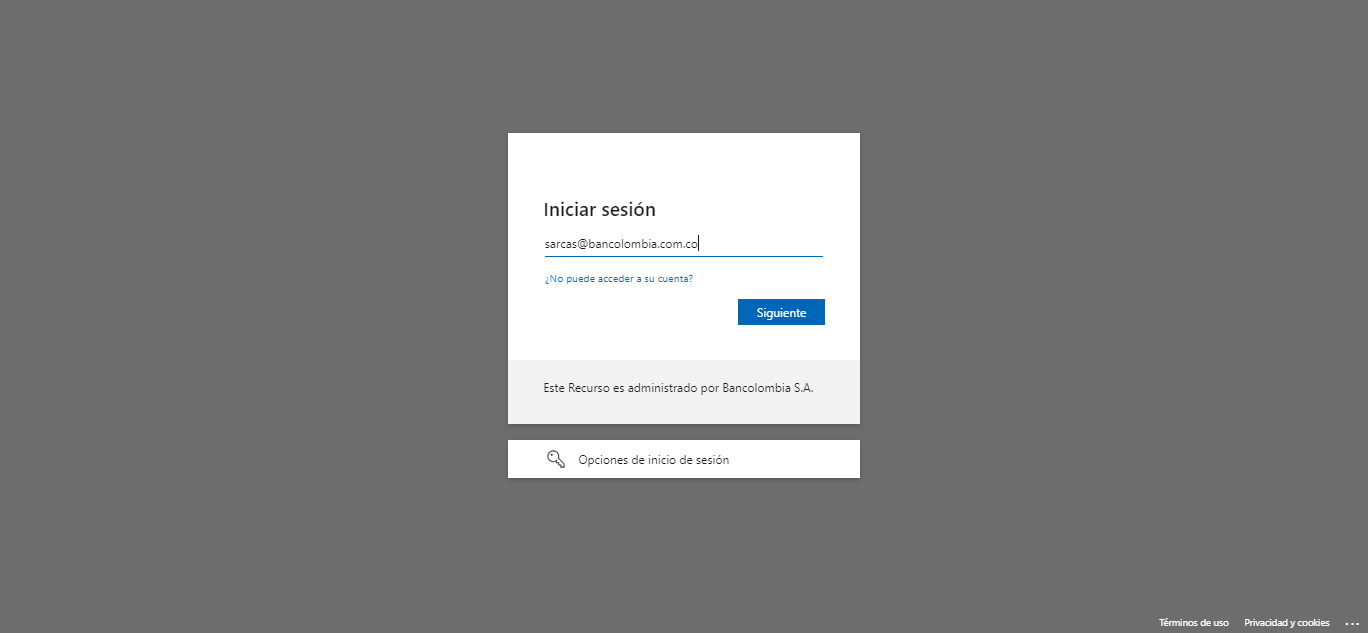 Iniciar sesión
sarcas@bancolombia.com.co
¿No puede acceder a su cuenta?
Siguiente
Este Recurso es administrado por Bancolombia S.A.
Opciones de inicio de sesión
Términos de uso Privacidad y cookies ...